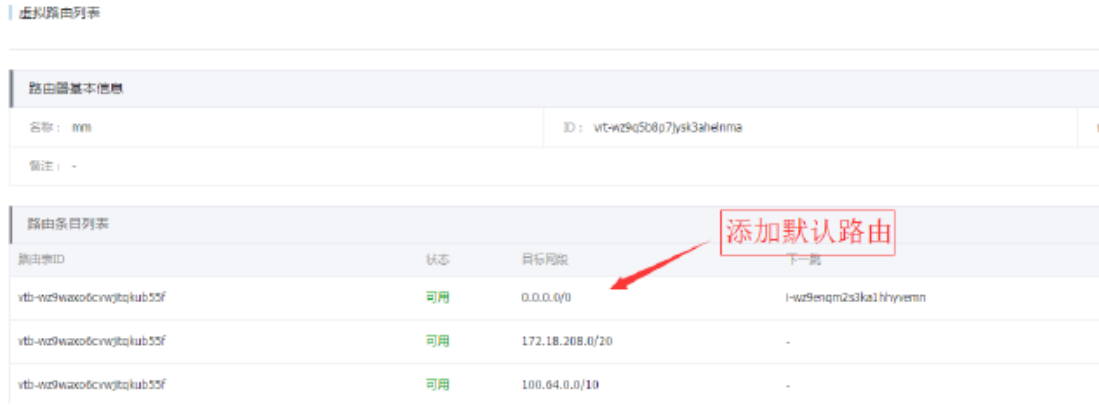 虚拟路由列表
路由器基本信息
名称： mm ID： vrt-wz9q5b8p7jysk3ahelnma
备注： -
路由条目列表
添加默认路由
路由表ID 状态 目标网段 下一跳
vtb-wz9waxo6cvwjtqkub55f 可用 0.0.0.0/0 i-wz9enqm2s3ka1hhyvemn
vtb-wz9waxo6cvwjtqkub55f 可用 172.18.208.0/20 -
vtb-wz9waxo6cvwjtqkub55f 可用 100.64.0.0/10 -